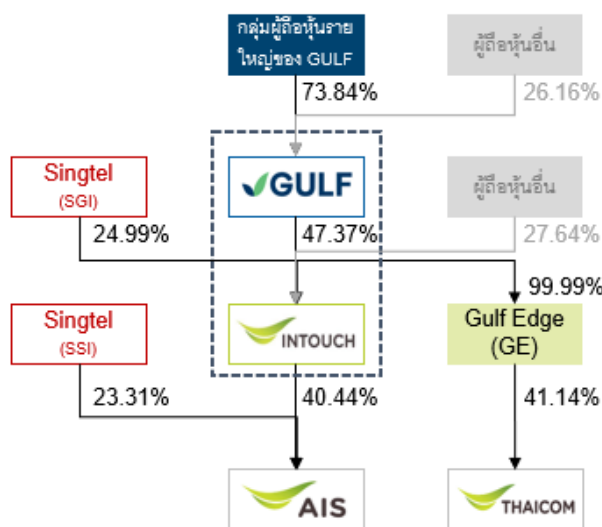 กลุ่มผู้ถือหุ้นราย
ใหญ่ของ GULF
ผู้ถือหุ้นอื่น
73.84%
26.16%
Singtel
(SGI)
GULF
ผู้ถือหุ้นอื่น
24.99%
47.37%
27.64%
99.99%
Singtel
(SSI)
INTOUCH
Gulf Edge
(GE)
23.31%
40.44%
41.14%
AIS
THAICOM